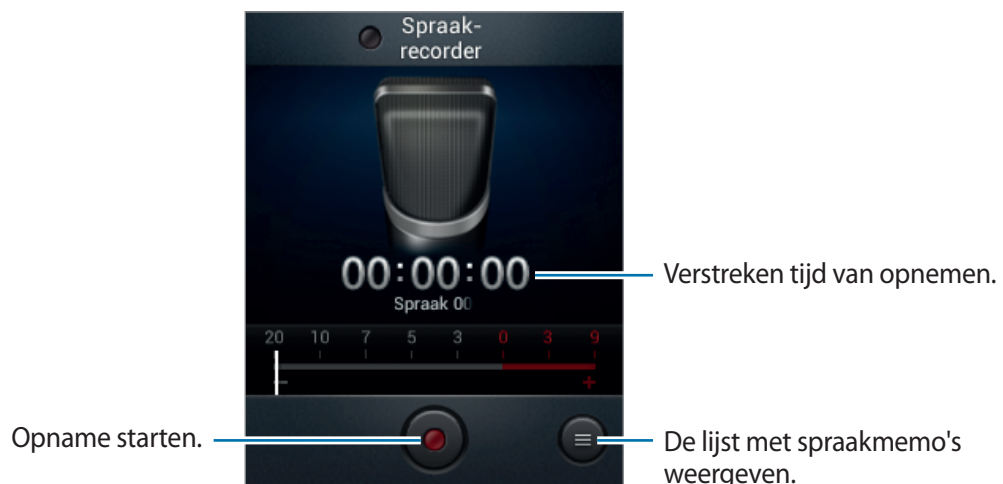 Spraak-
recorder
00:00:00
Verstreken tijd van opnemen.
Spraak 00
20 10 7 5 3 0 3 9
- +
Opname starten.
De lijst met spraakmemo's
weergeven.